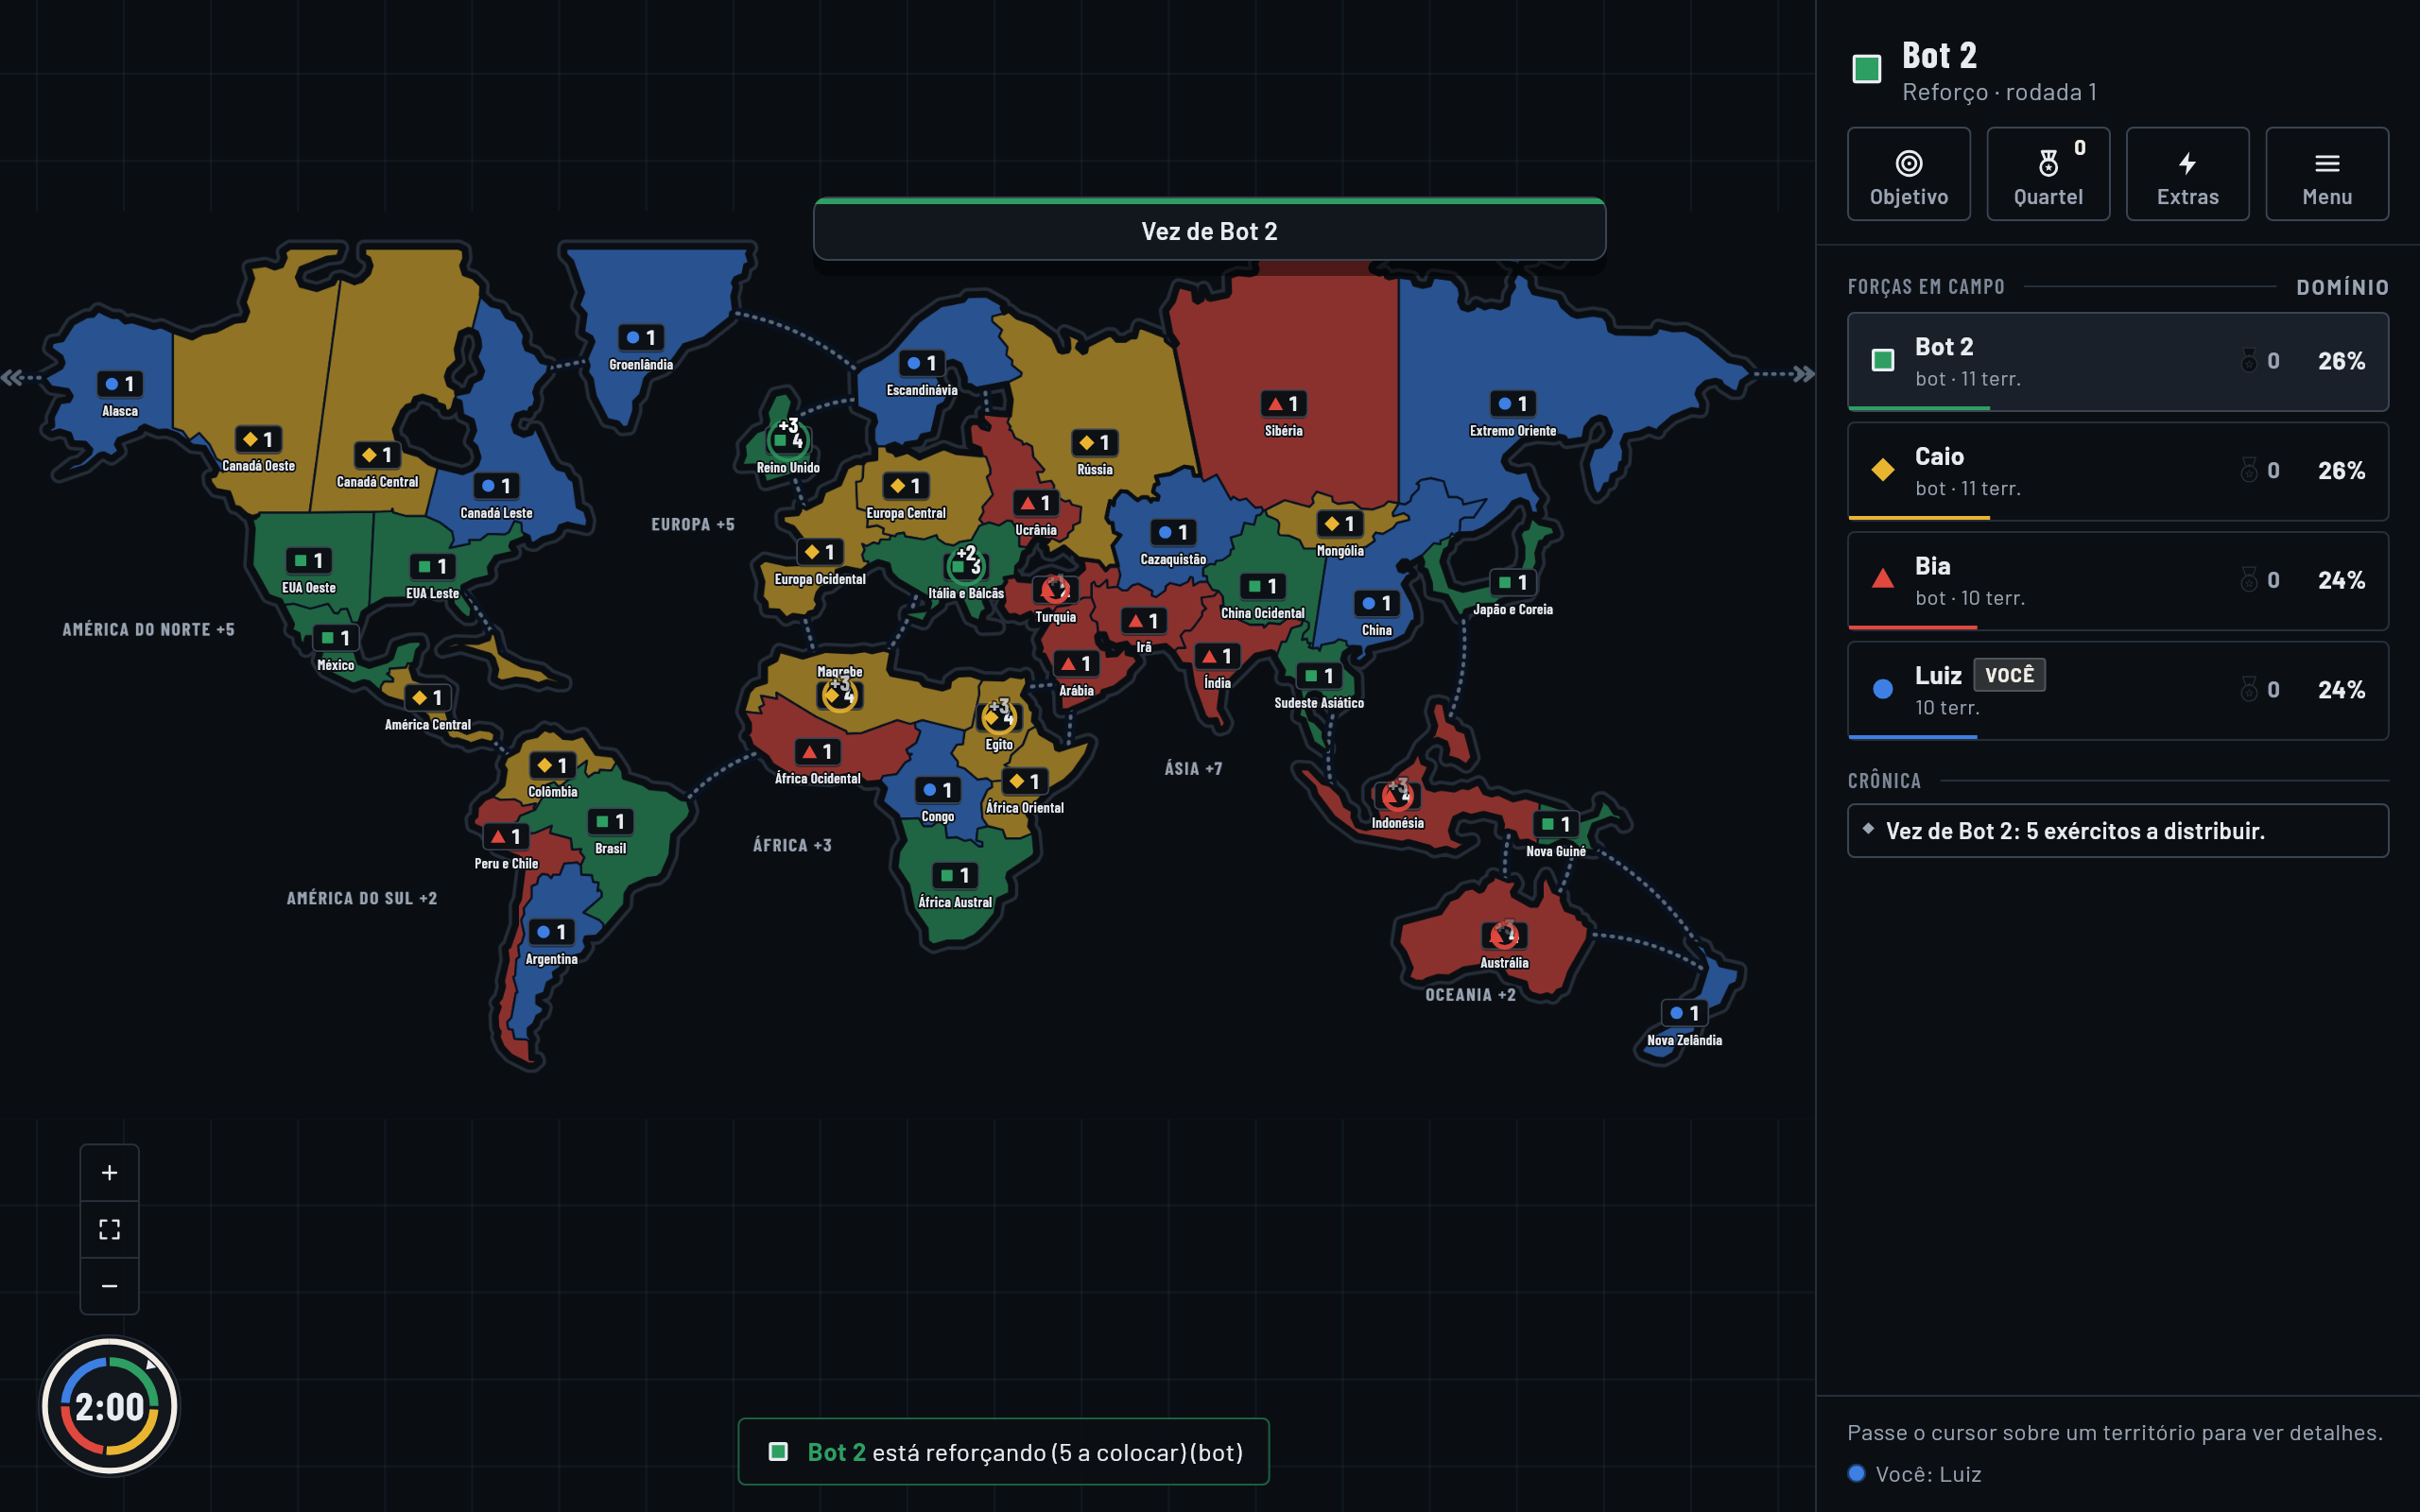 Bot 2
Reforço · rodada 1
Objetivo
0
Quartel
Extras
Menu
Vez de Bot 2
FORÇAS EM CAMPO
DOMÍNIO
Bot 2
bot · 11 terr.
0
26%
Caio
bot · 11 terr.
0
26%
Bia
bot · 10 terr.
0
24%
Luiz VOCÊ
10 terr.
0
24%
CRÔNICA
Vez de Bot 2: 5 exércitos a distribuir.
1
Groenlândia
1
Escandinávia
1
Alasca
1
Sibéria
1
Extremo Oriente
1
Canadá Oeste
1
Canadá Central
+3
4
Reino Unido
1
Rússia
1
Canadá Leste
1
Europa Central
1
Ucrânia
EUROPA +5
1
Cazaquistão
1
Mongólia
1
EUA Oeste
1
EUA Leste
1
Europa Ocidental
+2
3
Itália e Bálcãs
Turquia
1
China Ocidental
1
China
1
Japão e Coreia
AMÉRICA DO NORTE +5
1
México
1
Irã
1
Arábia
1
Índia
1
Sudeste Asiático
Magrebe
+3
4
1
América Central
+3
4
Egito
1
África Ocidental
ÁSIA +7
1
Colômbia
1
Congo
1
África Oriental
+3
4
Indonésia
1
Peru e Chile
1
Brasil
ÁFRICA +3
1
Nova Guiné
AMÉRICA DO SUL +2
1
África Austral
1
Argentina
Austrália
OCEANIA +2
1
Nova Zelândia
+
−
2:00
Bot 2 está reforçando (5 a colocar) (bot)
Passe o cursor sobre um território para ver detalhes.
Você: Luiz